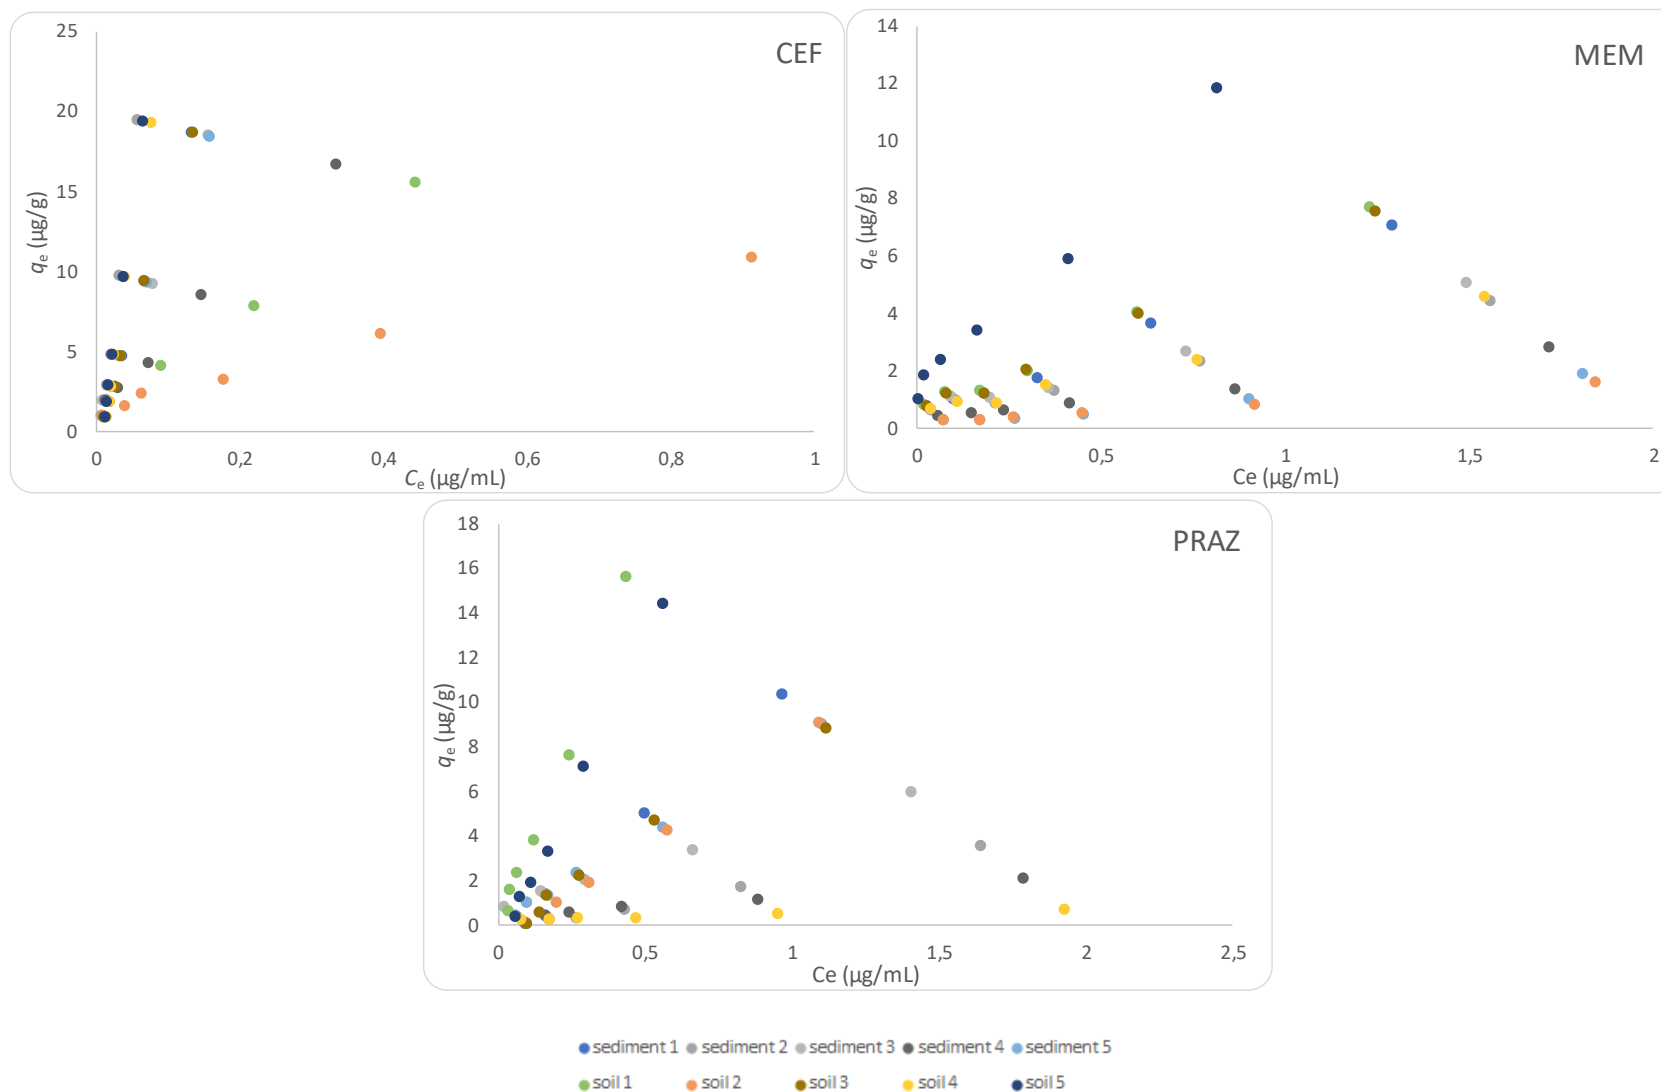 CEF
25
20
15
10
5
0
qe (µg/g)
0 0,2 0,4 0,6 0,8 1
Ce (µg/mL)
MEM
14
12
10
8
6
4
2
0
qe (µg/g)
0 0,5 1 1,5 2
Ce (µg/mL)
PRAZ
18
16
14
12
10
8
6
4
2
0
qe (µg/g)
0 0,5 1 1,5 2 2,5
Ce (µg/mL)
sediment 1 sediment 2 sediment 3 sediment 4 sediment 5
soil 1 soil 2 soil 3 soil 4 soil 5